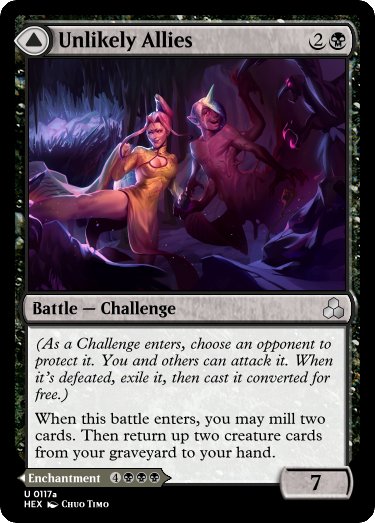 Unlikely Allies 2
Battle — Challenge
(As a Challenge enters, choose an opponent to
protect it. You and others can attack it. When
it's defeated, exile it, then cast it converted for
free.)
When this battle enters, you may mill two
cards. Then return up two creature cards
from your graveyard to your hand.
Enchantment 4
7
U 0117a
HEX Chuo Timo